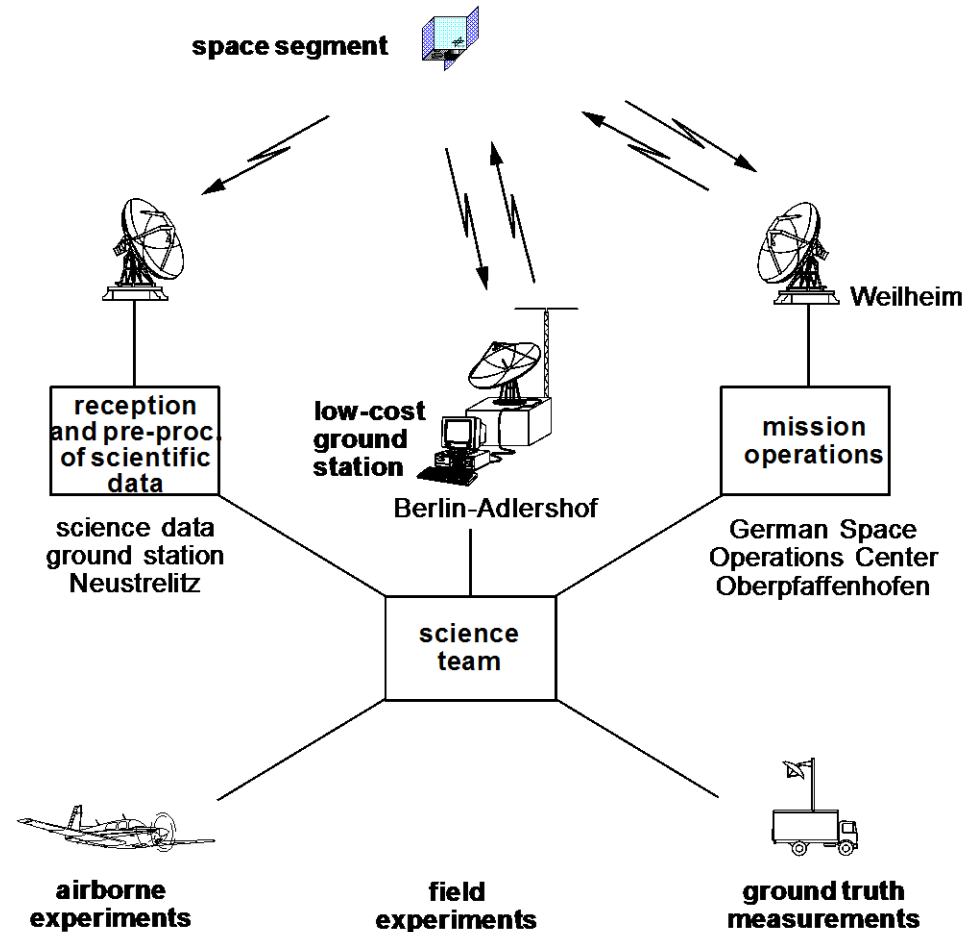 space segment
Weilheim
reception
and pre-proc.
of scientific
data
low-cost
ground
station
mission
operations
Berlin-Adlershof
science data
ground station
Neustrelitz
German Space
Operations Center
Oberpfaffenhofen
science
team
airborne
experiments
field
experiments
ground truth
measurements